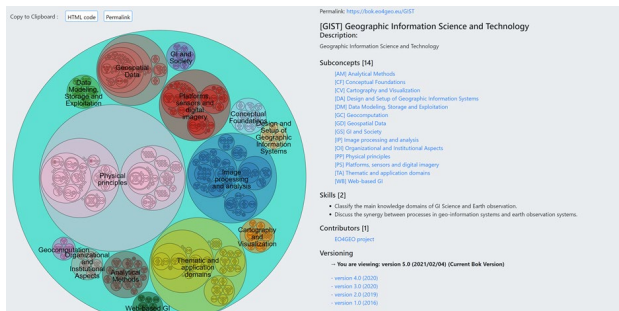 Copy to Clipboard :
HTML code
Permalink
Geospatial
Data
GI and
Society
Data
Modeling,
Storage and
Exploitation
Platforms,
sensors and
digital
imagery
Conceptual
Foundations
Design and
Setup of
Geographic
Information
Systems
Physical
principles
Image
processing
and analysis
Cartography
and
Visualization
Geocomputation
Organizational
and
Institutional
Aspects
Analytical
Methods
Thematic and
application
domains
Web-based GI
Permalink: https://bok.eo4geo.eu/GIST
[GIST] Geographic Information Science and Technology
Description:
Geographic Information Science and Technology
Subconcepts [14]
[AM] Analytical Methods
[CF] Conceptual Foundations
[CV] Cartography and Visualization
[DA] Design and Setup of Geographic Information Systems
[DM] Data Modeling, Storage and Exploitation
[GC] Geocomputation
[GD] Geospatial Data
[GS] GI and Society
[IP] Image processing and analysis
[OI] Organizational and Institutional Aspects
[PP] Physical principles
[PS] Platforms, sensors and digital imagery
[TA] Thematic and application domains
[WB] Web-based GI
Skills [2]
• Classify the main knowledge domains of GI Science and Earth observation.
• Discuss the synergy between processes in geo-information systems and earth observation systems.
Contributors [1]
EO4GEO project
Versioning
-- You are viewing: version 5.0 (2021/02/04) (Current Bok Version)
- version 4.0 (2020)
- version 3.0 (2020)
- version 2.0 (2019)
- version 1.0 (2016)